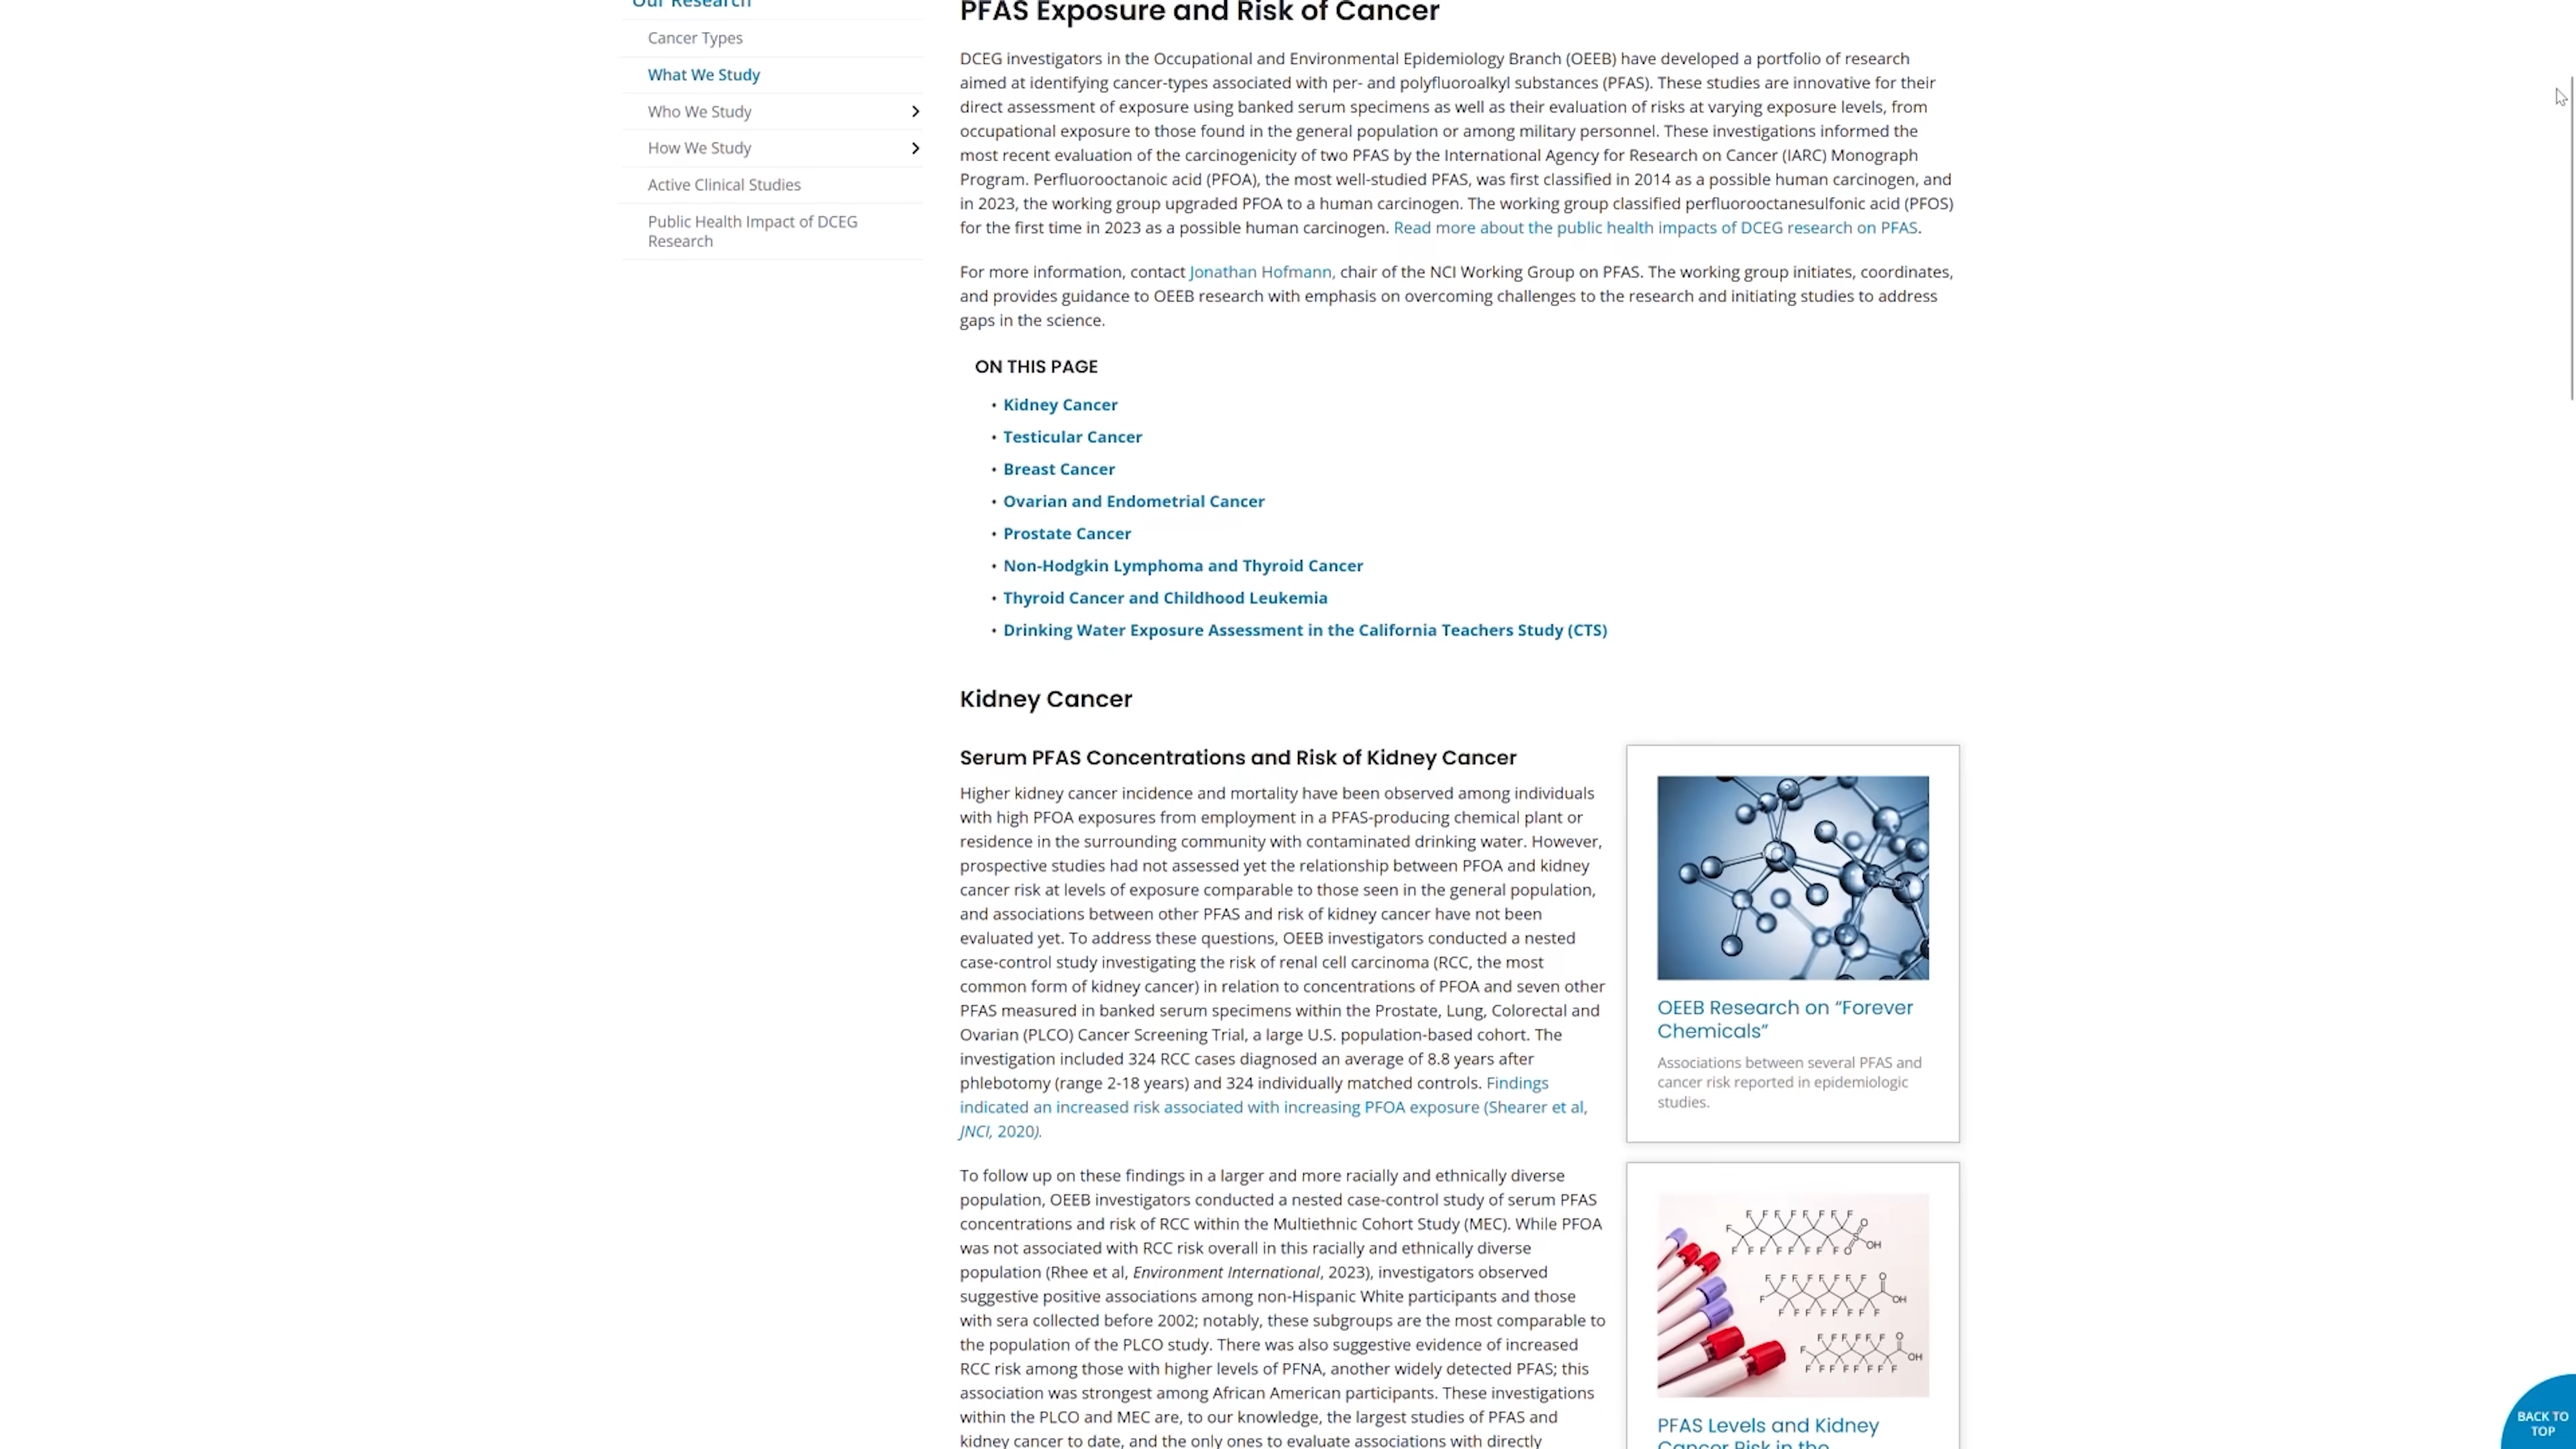 Our Research
Cancer Types
What We Study
Who We Study
How We Study
Active Clinical Studies
Public Health Impact of DCEG
Research
PFAS Exposure and Risk of Cancer
DCEG investigators in the Occupational and Environmental Epidemiology Branch (OEEB) have developed a portfolio of research
aimed at identifying cancer-types associated with per- and polyfluoroalkyl substances (PFAS). These studies are innovative for their
direct assessment of exposure using banked serum specimens as well as their evaluation of risks at varying exposure levels, from
occupational exposure to those found in the general population or among military personnel. These investigations informed the
most recent evaluation of the carcinogenicity of two PFAS by the International Agency for Research on Cancer (IARC) Monograph
Program. Perfluorooctanoic acid (PFOA), the most well-studied PFAS, was first classified in 2014 as a possible human carcinogen, and
in 2023, the working group upgraded PFOA to a human carcinogen. The working group classified perfluorooctanesulfonic acid (PFOS)
for the first time in 2023 as a possible human carcinogen. Read more about the public health impacts of DCEG research on PFAS.
For more information, contact Jonathan Hofmann, chair of the NCI Working Group on PFAS. The working group initiates, coordinates,
and provides guidance to OEEB research with emphasis on overcoming challenges to the research and initiating studies to address
gaps in the science.
ON THIS PAGE
• Kidney Cancer
• Testicular Cancer
• Breast Cancer
• Ovarian and Endometrial Cancer
• Prostate Cancer
• Non-Hodgkin Lymphoma and Thyroid Cancer
• Thyroid Cancer and Childhood Leukemia
• Drinking Water Exposure Assessment in the California Teachers Study (CTS)
Kidney Cancer
Serum PFAS Concentrations and Risk of Kidney Cancer
Higher kidney cancer incidence and mortality have been observed among individuals
with high PFOA exposures from employment in a PFAS-producing chemical plant or
residence in the surrounding community with contaminated drinking water. However,
prospective studies had not assessed yet the relationship between PFOA and kidney
cancer risk at levels of exposure comparable to those seen in the general population,
and associations between other PFAS and risk of kidney cancer have not been
evaluated yet. To address these questions, OEEB investigators conducted a nested
case-control study investigating the risk of renal cell carcinoma (RCC, the most
common form of kidney cancer) in relation to concentrations of PFOA and seven other
PFAS measured in banked serum specimens within the Prostate, Lung, Colorectal and
Ovarian (PLCO) Cancer Screening Trial, a large U.S. population-based cohort. The
investigation included 324 RCC cases diagnosed an average of 8.8 years after
phlebotomy (range 2-18 years) and 324 individually matched controls. Findings
indicated an increased risk associated with increasing PFOA exposure (Shearer et al,
JNCI, 2020).
To follow up on these findings in a larger and more racially and ethnically diverse
population, OEEB investigators conducted a nested case-control study of serum PFAS
concentrations and risk of RCC within the Multiethnic Cohort Study (MEC). While PFOA
was not associated with RCC risk overall in this racially and ethnically diverse
population (Rhee et al, Environment International, 2023), investigators observed
suggestive positive associations among non-Hispanic White participants and those
with sera collected before 2002; notably, these subgroups are the most comparable to
the population of the PLCO study. There was also suggestive evidence of increased
RCC risk among those with higher levels of PFNA, another widely detected PFAS; this
association was strongest among African American participants. These investigations
within the PLCO and MEC are, to our knowledge, the largest studies of PFAS and
kidney cancer to date, and the only ones to evaluate associations with directly
OEEB Research on “Forever
Chemicals”
Associations between several PFAS and
cancer risk reported in epidemiologic
studies.
F F F F F F F O
F S OH
F F F F F F F O
F F F F F F F O
F OH
F F F F F F F
F F F F F F O
F OH
F F F F F F
PFAS Levels and Kidney
Cancer Risk in the
BACK TO
TOP